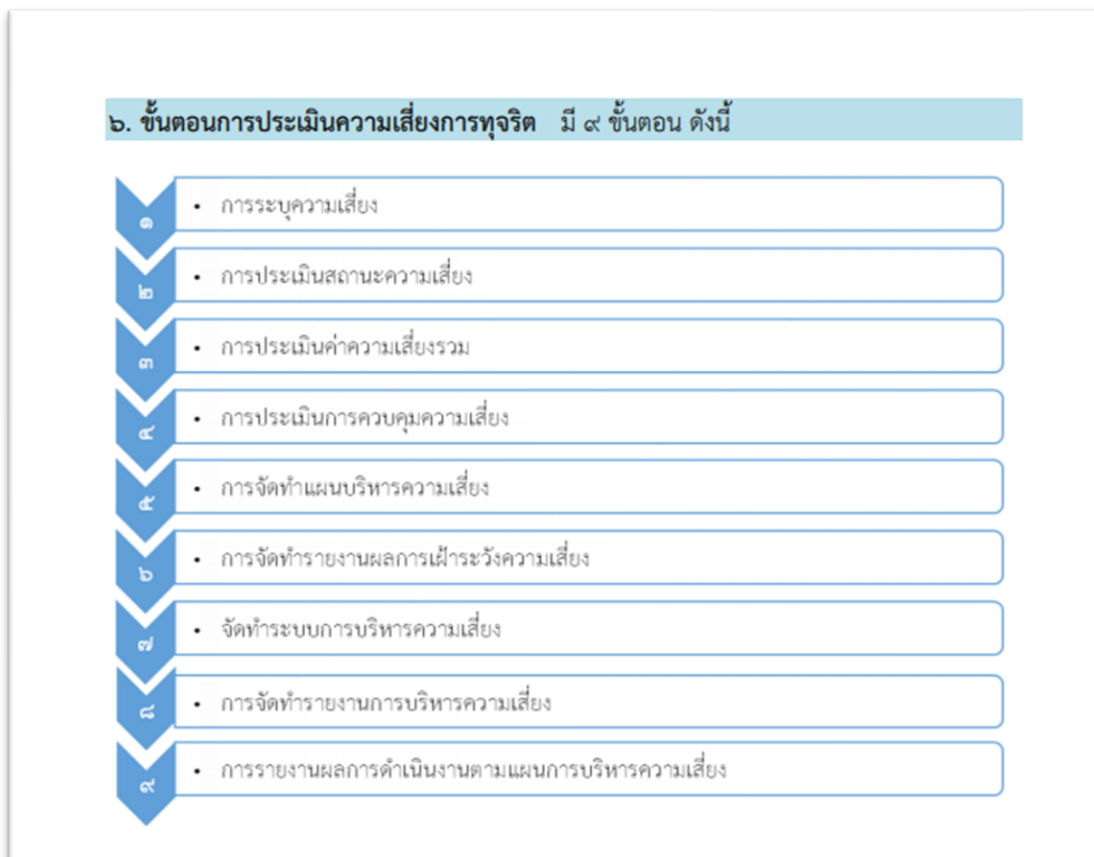 ๖. ขั้นตอนการประเมินความเสี่ยงการทุจริต มี ๙ ขั้นตอน ดังนี้
๑ • การระบุความเสี่ยง
๒ • การประเมินสถานะความเสี่ยง
๓ • การประเมินค่าความเสี่ยงรวม
๔ • การประเมินการควบคุมความเสี่ยง
๕ • การจัดทำแผนบริหารความเสี่ยง
๖ • การจัดทำรายงานผลการเฝ้าระวังความเสี่ยง
๗ • จัดทำระบบการบริหารความเสี่ยง
๘ • การจัดทำรายงานการบริหารความเสี่ยง
๙ • การรายงานผลการดำเนินงานตามแผนการบริหารความเสี่ยง